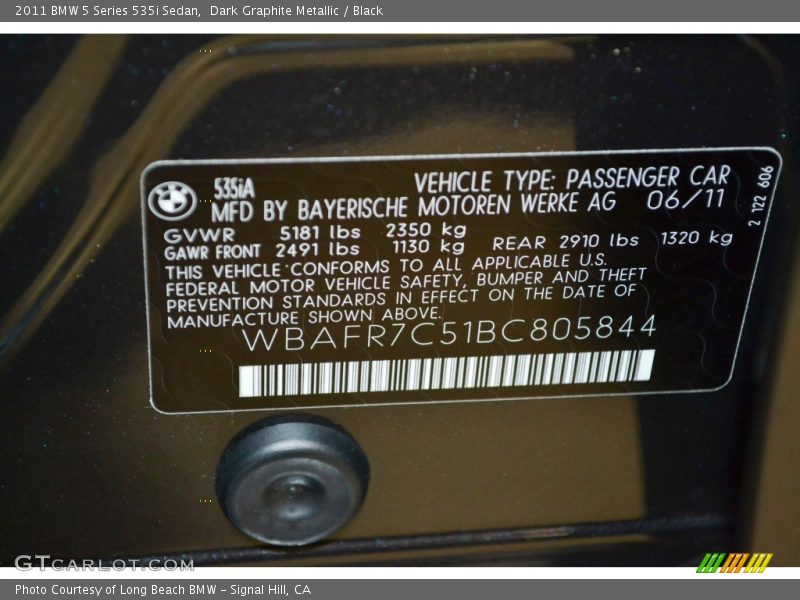 2011 BMW 5 Series 535i Sedan,  Dark Graphite Metallic / Black
BMW
535iA
VEHICLE TYPE: PASSENGER CAR
MFD BY BAYERISCHE MOTOREN WERKE AG 06/11
2 122 606
GVWR 5181 lbs 2350 kg
GAWR FRONT 2491 lbs 1130 kg REAR 2910 lbs 1320 kg
THIS VEHICLE CONFORMS TO ALL APPLICABLE U.S.
FEDERAL MOTOR VEHICLE SAFETY, BUMPER AND THEFT
PREVENTION STANDARDS IN EFFECT ON THE DATE OF
MANUFACTURE SHOWN ABOVE.
WBAFR7C51BC805844
GTCARLOT.COM
Photo Courtesy of Long Beach BMW - Signal Hill, CA